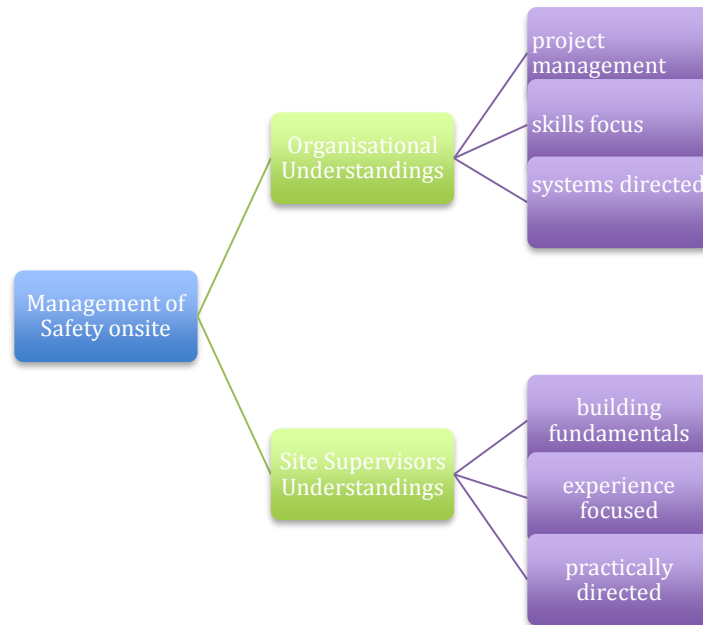 project
management
skills focus
systems directed
Organisational
Understandings
Management of
Safety onsite
Site Supervisors
Understandings
building
fundamentals
experience
focused
practically
directed